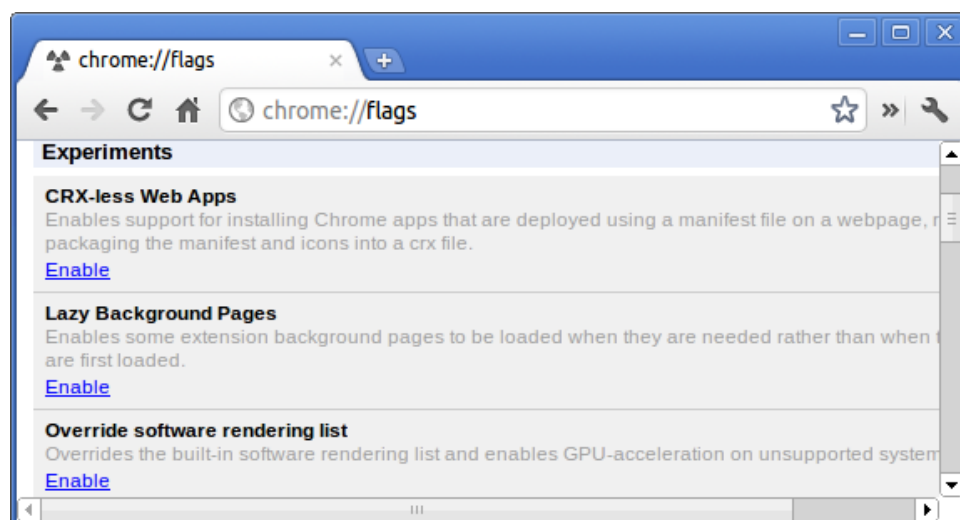 chrome://flags
chrome://flags
Experiments
CRX-less Web Apps
Enables support for installing Chrome apps that are deployed using a manifest file on a webpage,
packaging the manifest and icons into a crx file.
Enable
Lazy Background Pages
Enables some extension background pages to be loaded when they are needed rather than when
are first loaded.
Enable
Override software rendering list
Overrides the built-in software rendering list and enables GPU-acceleration on unsupported system
Enable